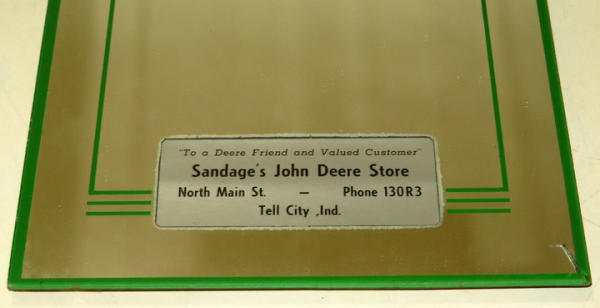 "To a Deere Friend and Valued Customer"
Sandage's John Deere Store
North Main St. — Phone 130R3
Tell City ,Ind.